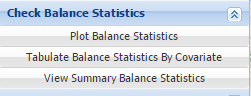 Check Balance Statistics
Plot Balance Statistics
Tabulate Balance Statistics By Covariate
View Summary Balance Statistics